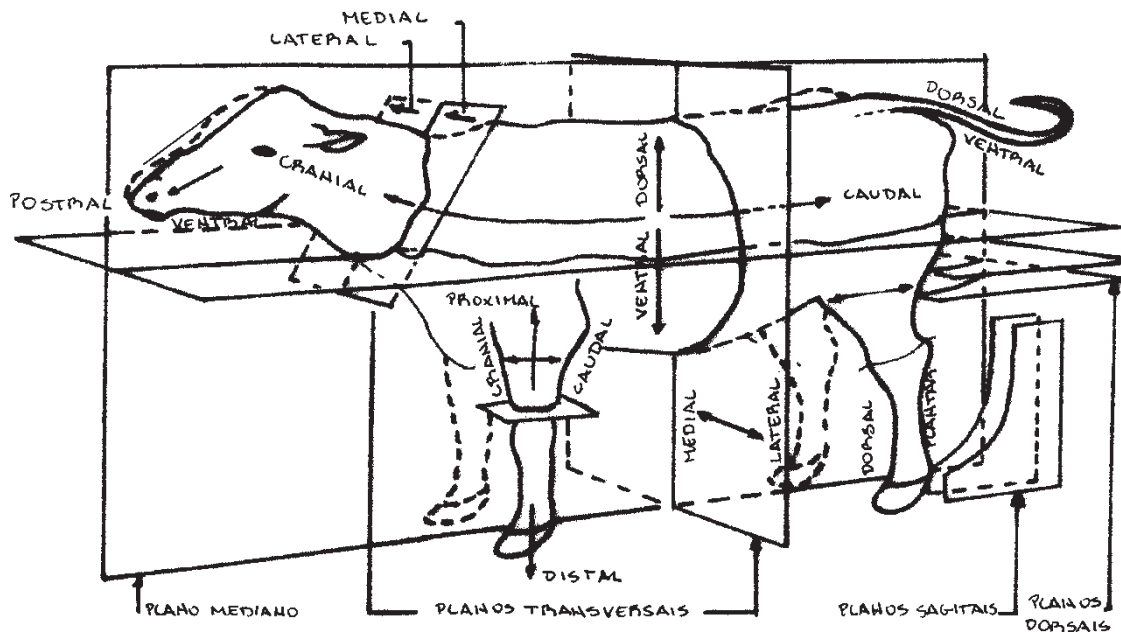 MEDIAL
LATERAL
DORSAL
VENTRAL
CRANIAL
DORSAL
CAUDAL
POSTRAL
VENTRAL
VENTRAL
PROXIMAL
CRANIAL
CAUDAL
MEDIAL
LATERAL
DORSAL
PLANTAR
DISTAL
PLANO MEDIANO
PLANOS TRANSVERSAIS
PLANOS SAGITAIS
PLANOS
DORSAIS